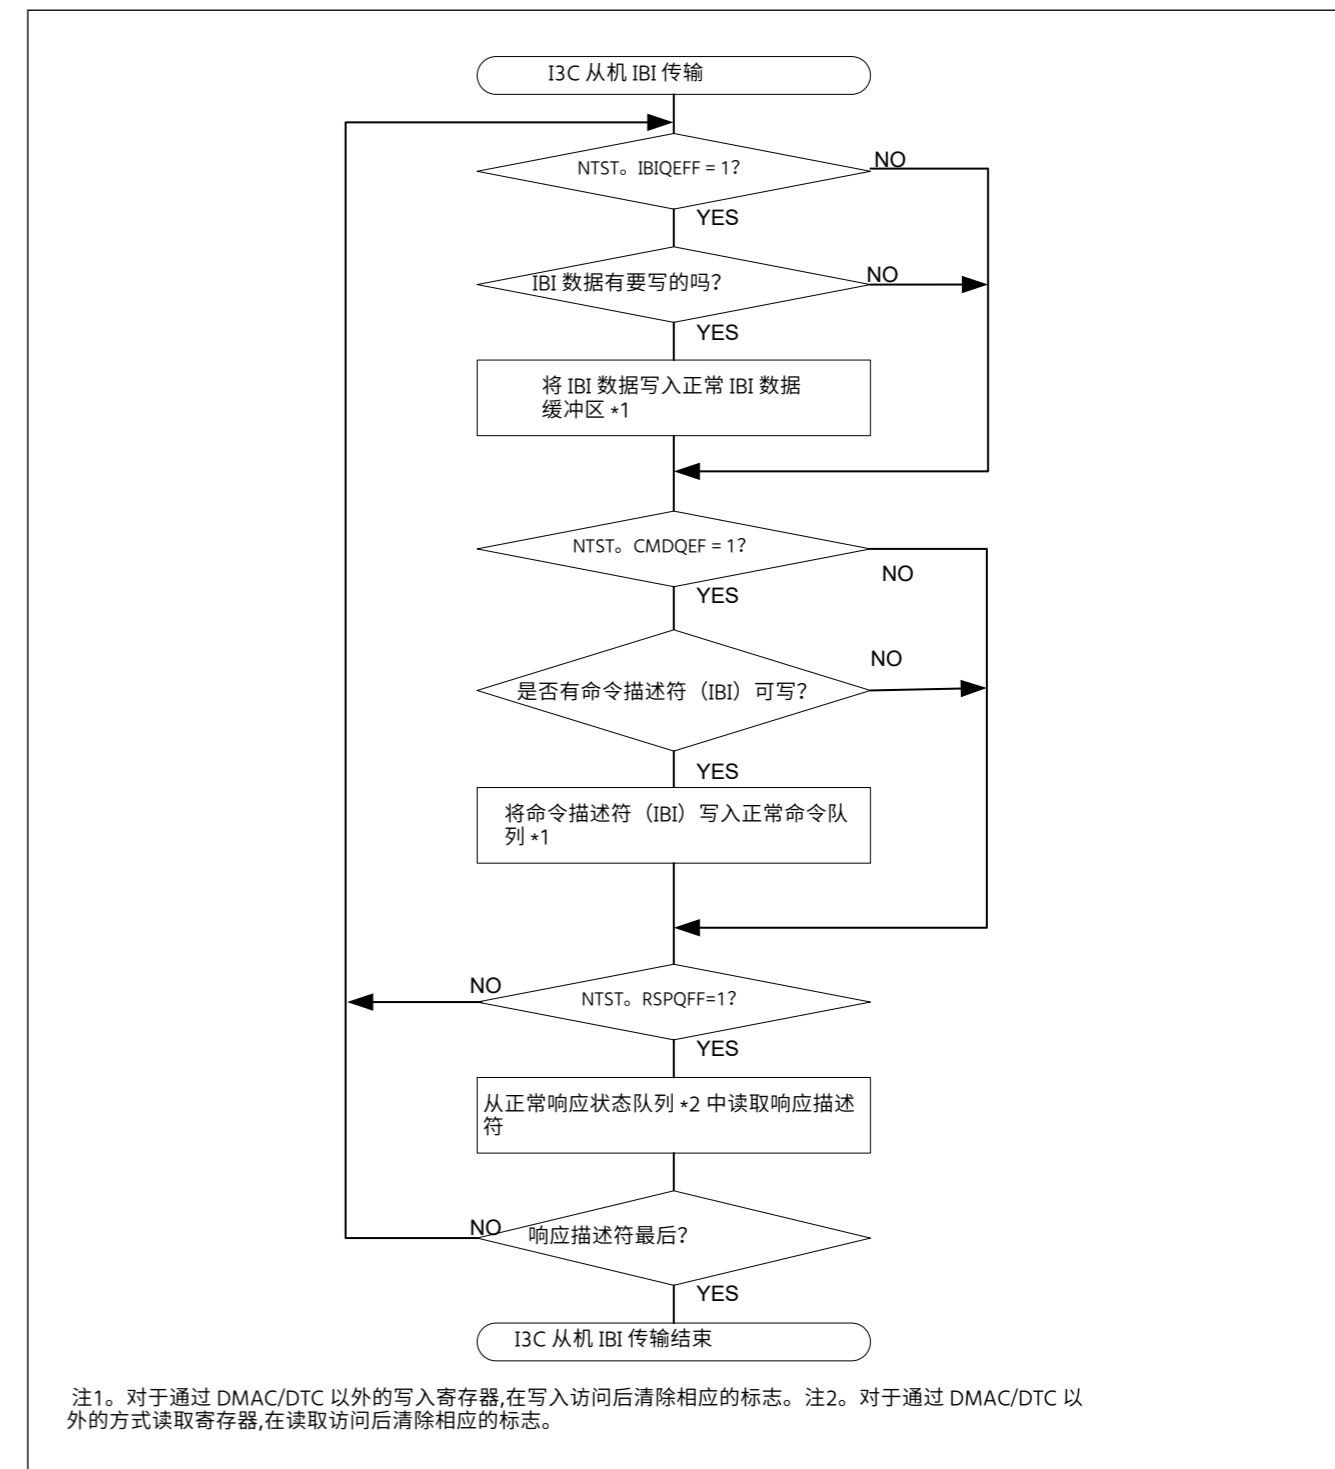 I3C 从机 IBI 传输
NTST。IBIQEFF = 1？
NO
YES
IBI 数据有要写的吗？
NO
YES
将 IBI 数据写入正常 IBI 数据
缓冲区 *1
NTST。CMDQEF = 1？
NO
YES
NO
是否有命令描述符（IBI）可写？
YES
将命令描述符（IBI）写入正常命令队
列 *1
NO
NTST。RSPQFF=1？
YES
从正常响应状态队列 *2 中读取响应描述
符
NO
响应描述符最后？
YES
I3C 从机 IBI 传输结束
注1。对于通过 DMAC/DTC 以外的写入寄存器,在写入访问后清除相应的标志。注2。对于通过 DMAC/DTC 以
外的方式读取寄存器,在读取访问后清除相应的标志。